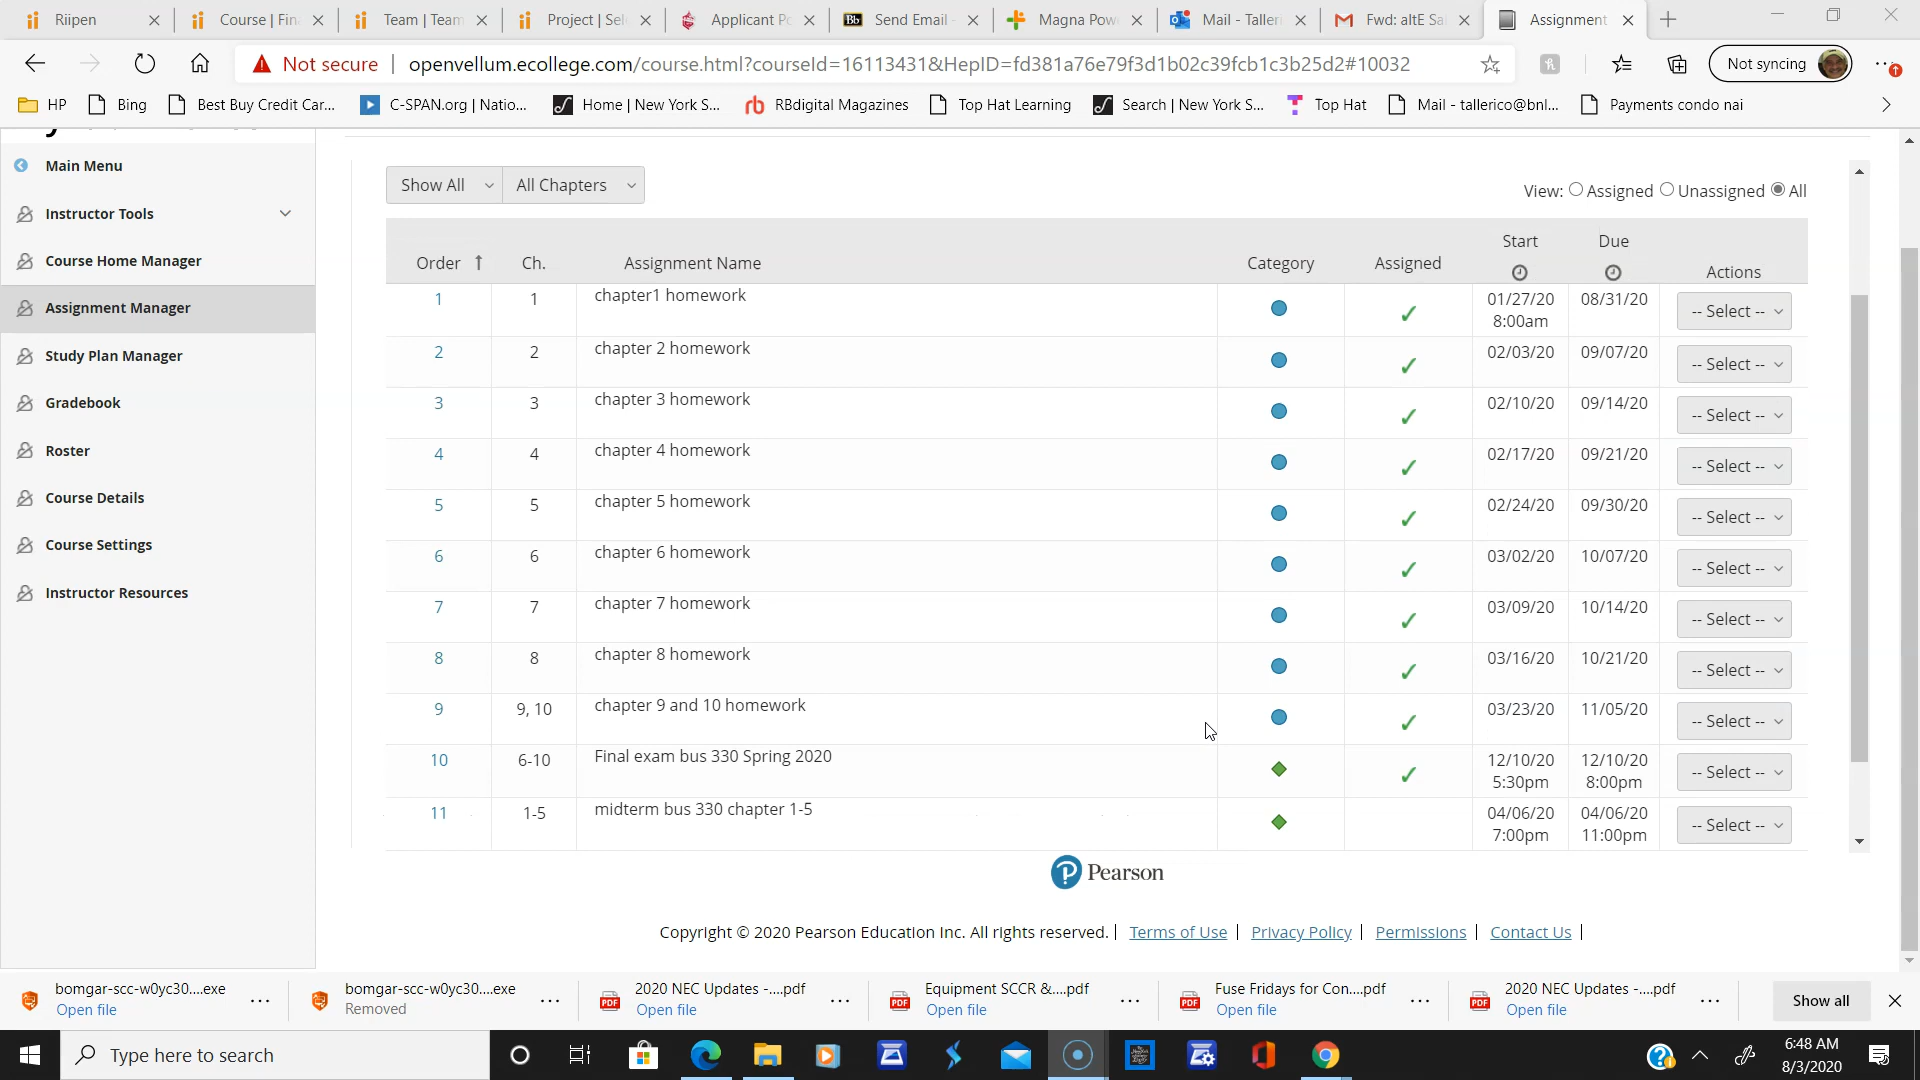 Riipen
Course | Fin
Team | Team
Project | Sel
Applicant Po
Send Email -
Magna Pow
Mail - Talleri
Fwd: altE Sa
Assignment
Not secure
openvellum.ecollege.com/course.html?courseId=16113431&HepID=fd381a76e79f3d1b02c39fcb1c3b25d2#10032
Not syncing
HP
Bing
Best Buy Credit Car...
C-SPAN.org | Natio...
Home | New York S...
RBdigital Magazines
Top Hat Learning
Search | New York S...
Top Hat
Mail - tallerico@bnl...
Payments condo nai
Main Menu
Instructor Tools
Course Home Manager
Assignment Manager
Study Plan Manager
Gradebook
Roster
Course Details
Course Settings
Instructor Resources
Show All
All Chapters
View: Assigned Unassigned All
Order Ch. Assignment Name Category Assigned Start Due Actions
1 1 chapter1 homework 01/27/20 8:00am 08/31/20 -- Select --
2 2 chapter 2 homework 02/03/20 09/07/20 -- Select --
3 3 chapter 3 homework 02/10/20 09/14/20 -- Select --
4 4 chapter 4 homework 02/17/20 09/21/20 -- Select --
5 5 chapter 5 homework 02/24/20 09/30/20 -- Select --
6 6 chapter 6 homework 03/02/20 10/07/20 -- Select --
7 7 chapter 7 homework 03/09/20 10/14/20 -- Select --
8 8 chapter 8 homework 03/16/20 10/21/20 -- Select --
9 9, 10 chapter 9 and 10 homework 03/23/20 11/05/20 -- Select --
10 6-10 Final exam bus 330 Spring 2020 12/10/20 5:30pm 12/10/20 8:00pm -- Select --
11 1-5 midterm bus 330 chapter 1-5 04/06/20 7:00pm 04/06/20 11:00pm -- Select --
Pearson
Copyright © 2020 Pearson Education Inc. All rights reserved. | Terms of Use | Privacy Policy | Permissions | Contact Us |
bomgar-scc-w0yc30....exe
Open file
bomgar-scc-w0yc30....exe
Removed
2020 NEC Updates -....pdf
Open file
Equipment SCCR &....pdf
Open file
Fuse Fridays for Con....pdf
Open file
2020 NEC Updates -....pdf
Open file
Show all
Type here to search
6:48 AM
8/3/2020